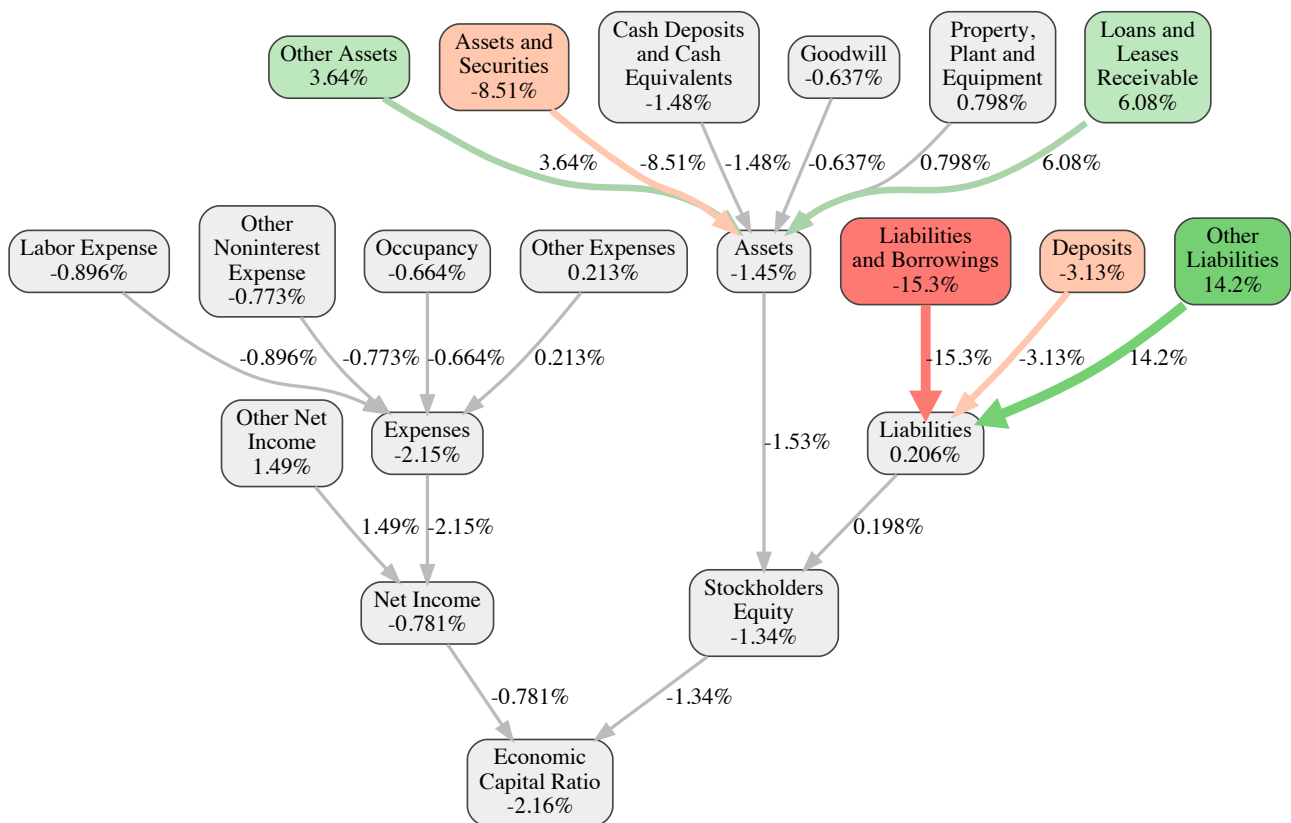 Other Assets
3.64%
Assets and
Securities
-8.51%
Cash Deposits
and Cash
Equivalents
-1.48%
Goodwill
-0.637%
Property,
Plant and
Equipment
0.798%
Loans and
Leases
Receivable
6.08%
3.64%
-8.51%
-1.48%
-0.637%
0.798%
6.08%
Labor Expense
-0.896%
Other
Noninterest
Expense
-0.773%
Occupancy
-0.664%
Other Expenses
0.213%
Assets
-1.45%
Liabilities
and Borrowings
-15.3%
Deposits
-3.13%
Other
Liabilities
14.2%
-0.896%
-0.773%
-0.664%
0.213%
-15.3%
-3.13%
14.2%
Other Net
Income
1.49%
Expenses
-2.15%
-1.53%
Liabilities
0.206%
1.49%
-2.15%
0.198%
Net Income
-0.781%
Stockholders
Equity
-1.34%
-0.781%
-1.34%
Economic
Capital Ratio
-2.16%